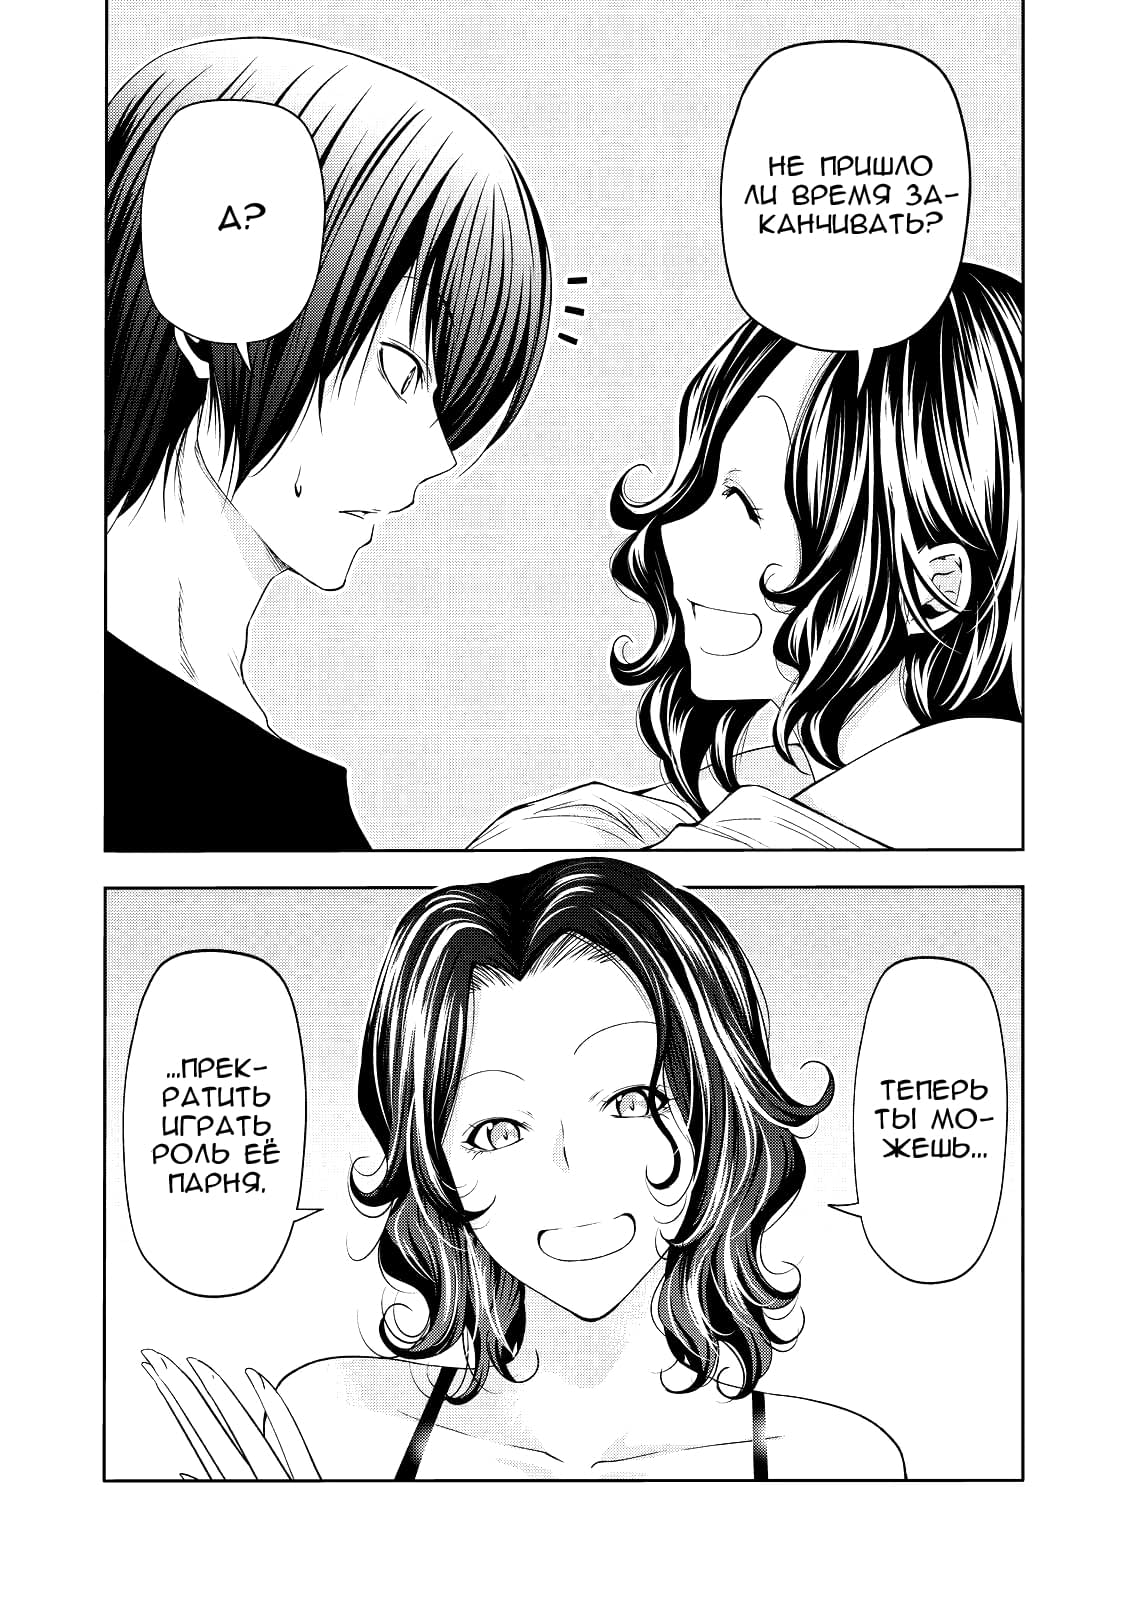 НЕ ПРИШЛО
ЛИ ВРЕМЯ ЗА-
КАНЧИВАТЬ?
А?
ТЕПЕРЬ
ТЫ МО-
ЖЕШЬ...
...ПРЕК-
РАТИТЬ
ИГРАТЬ
РОЛЬ ЕЁ
ПАРНЯ.